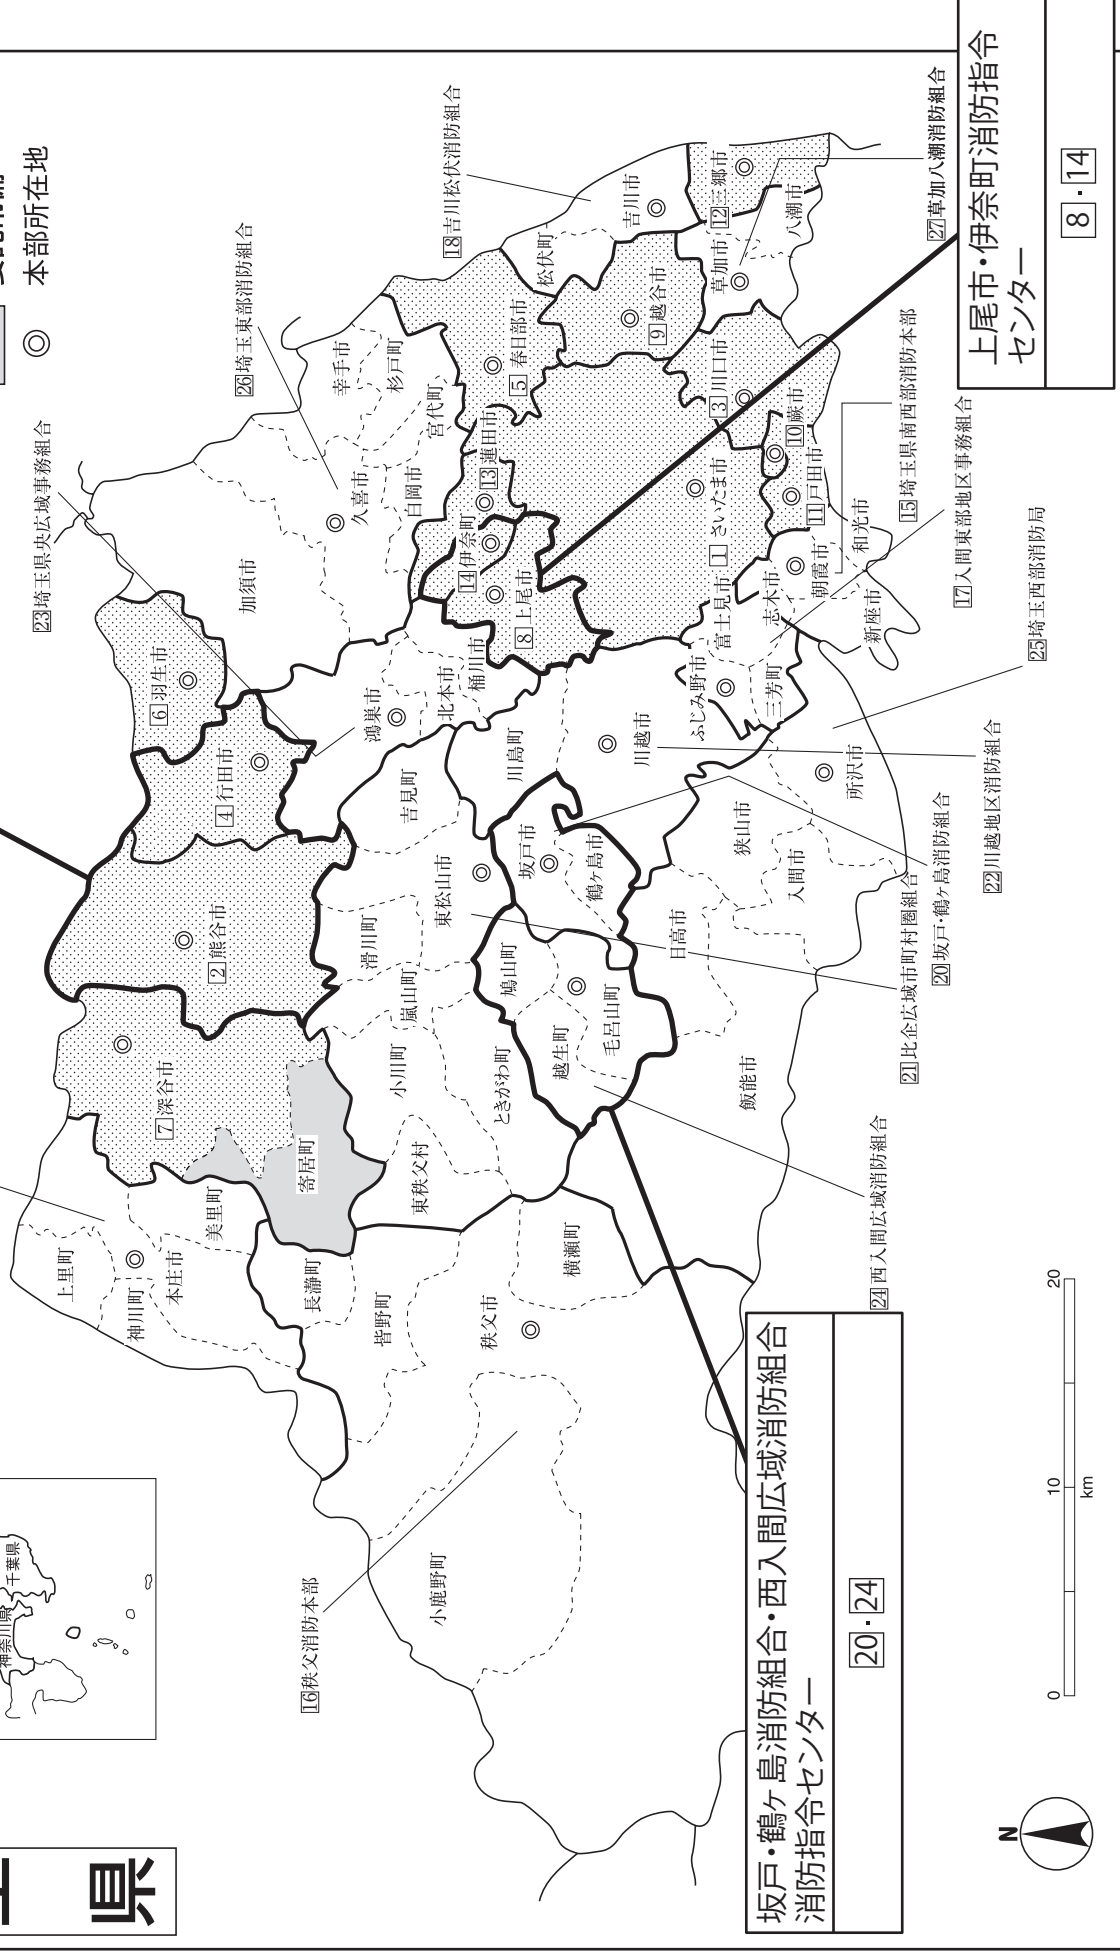 県
本部所在地
千葉県
神奈川県
23埼玉県央広域事務組合
26埼玉東部消防組合
18吉川松伏消防組合
27草加八潮消防組合
15埼玉県南西部消防本部
17入間東部地区事務組合
25埼玉西部消防局
22川越地区消防組合
20坂戸・鶴ヶ島消防組合
21比企広域市町村圏組合
24西入間広域消防組合
16秩父消防本部
上里町
神川町
本庄市
美里町
7深谷市
寄居町
長瀞町
皆野町
秩父市
横瀬町
小鹿野町
東秩父村
小川町
ときがわ町
嵐山町
滑川町
東松山市
吉見町
川島町
鳩山町
越生町
毛呂山町
坂戸市
鶴ヶ島市
日高市
飯能市
狭山市
入間市
所沢市
川越市
ふじみ野市
三芳町
富士見市
志木市
朝霞市
新座市
和光市
2熊谷市
4行田市
6羽生市
加須市
鴻巣市
北本市
桶川市
8上尾市
14伊奈町
13蓮田市
久喜市
白岡市
宮代町
幸手市
杉戸町
5春日部市
1さいたま市
3川口市
10蕨市
11戸田市
9越谷市
松伏町
吉川市
12三郷市
草加市
八潮市
上尾市・伊奈町消防指令
センター
8・14
坂戸・鶴ヶ島消防組合・西入間広域消防組合
消防指令センター
20・24
0
10
20
km
N